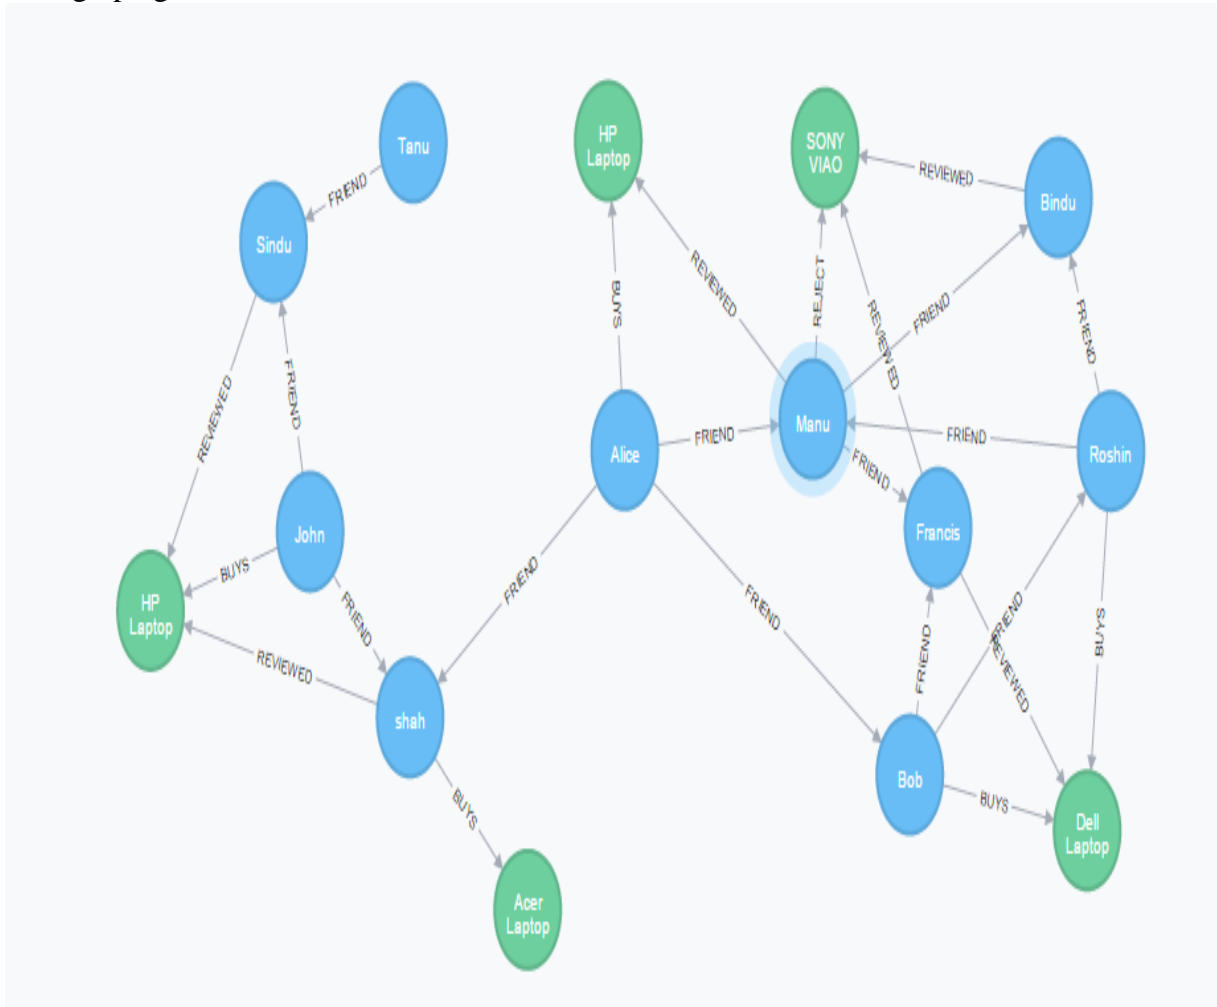 Tanu
HP
Laptop
SONY
VIAO
REVIEWED
Bindu
FRIEND
Sindu
REVIEWED
BUYS
REJECT
FRIEND
REVIEWED
FRIEND
REVIEWED
FRIEND
Alice
FRIEND
Manu
FRIEND
Roshin
FRIEND
John
Francis
BUYS
HP
Laptop
FRIEND
FRIEND
FRIEND
FRIEND
REVIEWED
BUYS
REVIEWED
FRIEND
shah
Bob
BUYS
BUYS
Dell
Laptop
Acer
Laptop